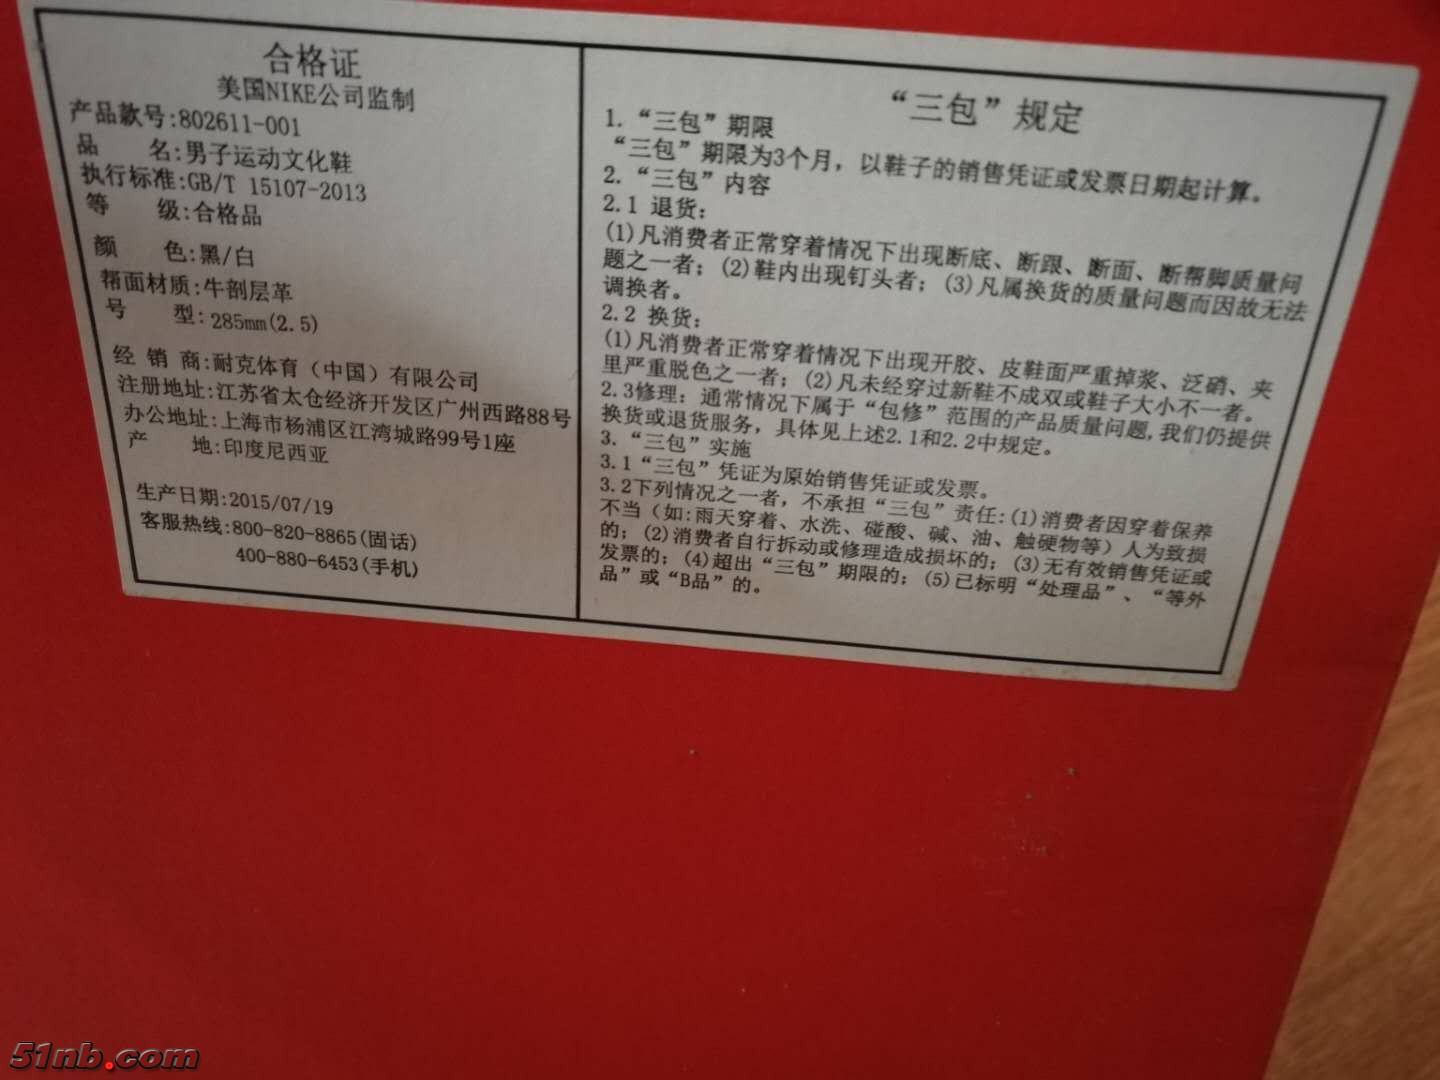 合格证
美国NIKE公司监制
产品款号:802611-001
品 名:男子运动文化鞋
执行标准:GB/T 15107-2013
等 级:合格品
颜 色:黑/白
帮面材质:牛剖层革
号 型:285mm(2.5)
经 销 商:耐克体育（中国）有限公司
注册地址:江苏省太仓经济开发区广州西路88号
办公地址:上海市杨浦区江湾城路99号1座
产 地:印度尼西亚
生产日期:2015/07/19
客服热线:800-820-8865(固话)
400-880-6453(手机)
“三包”规定
1. “三包”期限
“三包”期限为3个月，以鞋子的销售凭证或发票日期起计算。
2. “三包”内容
2.1 退货:
(1)凡消费者正常穿着情况下出现断底、断跟、断面、断帮脚质量问
题之一者；(2)鞋内出现钉头者；(3)凡属换货的质量问题而因故无法
调换者。
2.2 换货:
(1)凡消费者正常穿着情况下出现开胶、皮鞋面严重掉浆、泛硝、夹
里严重脱色之一者；(2)凡未经穿过新鞋不成双或鞋子大小不一者。
2.3修理: 通常情况下属于“包修”范围的产品质量问题,我们仍提供
换货或退货服务，具体见上述2.1和2.2中规定。
3. “三包”实施
3.1“三包”凭证为原始销售凭证或发票。
3.2下列情况之一者，不承担“三包”责任:(1)消费者因穿着保养
不当（如:雨天穿着、水洗、碰酸、碱、油、触硬物等）人为致损
的；(2)消费者自行拆动或修理造成损坏的；(3)无有效销售凭证或
发票的；(4)超出“三包”期限的；(5)已标明“处理品”、“等外
品”或“B品”的。
51nb.com